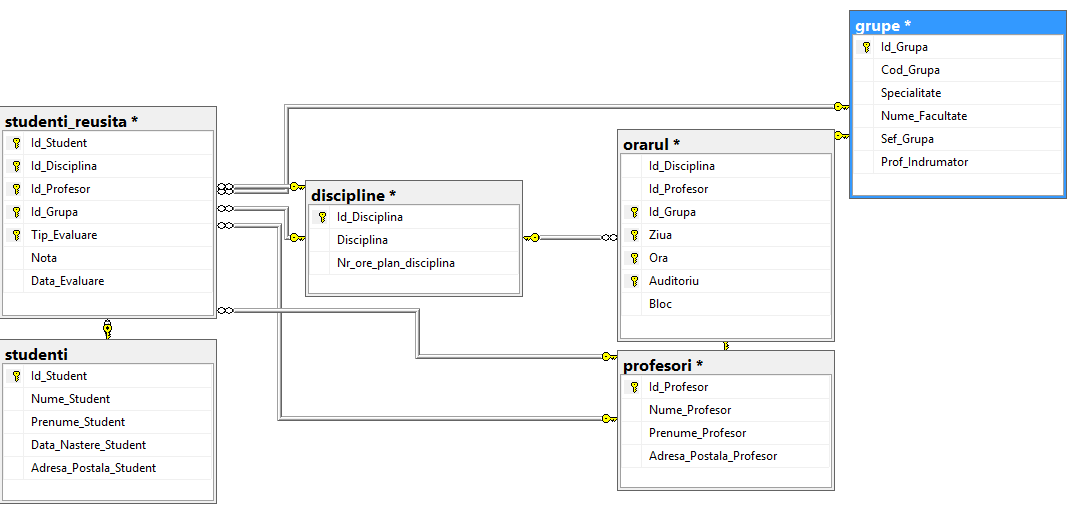 grupe *
Id_Grupa
Cod_Grupa
Specialitate
Nume_Facultate
Sef_Grupa
Prof_Indrumator
studenti_reusita *
Id_Student
Id_Disciplina
Id_Profesor
Id_Grupa
Tip_Evaluare
Nota
Data_Evaluare
discipline *
Id_Disciplina
Disciplina
Nr_ore_plan_disciplina
orarul *
Id_Disciplina
Id_Profesor
Id_Grupa
Ziua
Ora
Auditoriu
Bloc
studenti
Id_Student
Nume_Student
Prenume_Student
Data_Nastere_Student
Adresa_Postala_Student
profesori *
Id_Profesor
Nume_Profesor
Prenume_Profesor
Adresa_Postala_Profesor